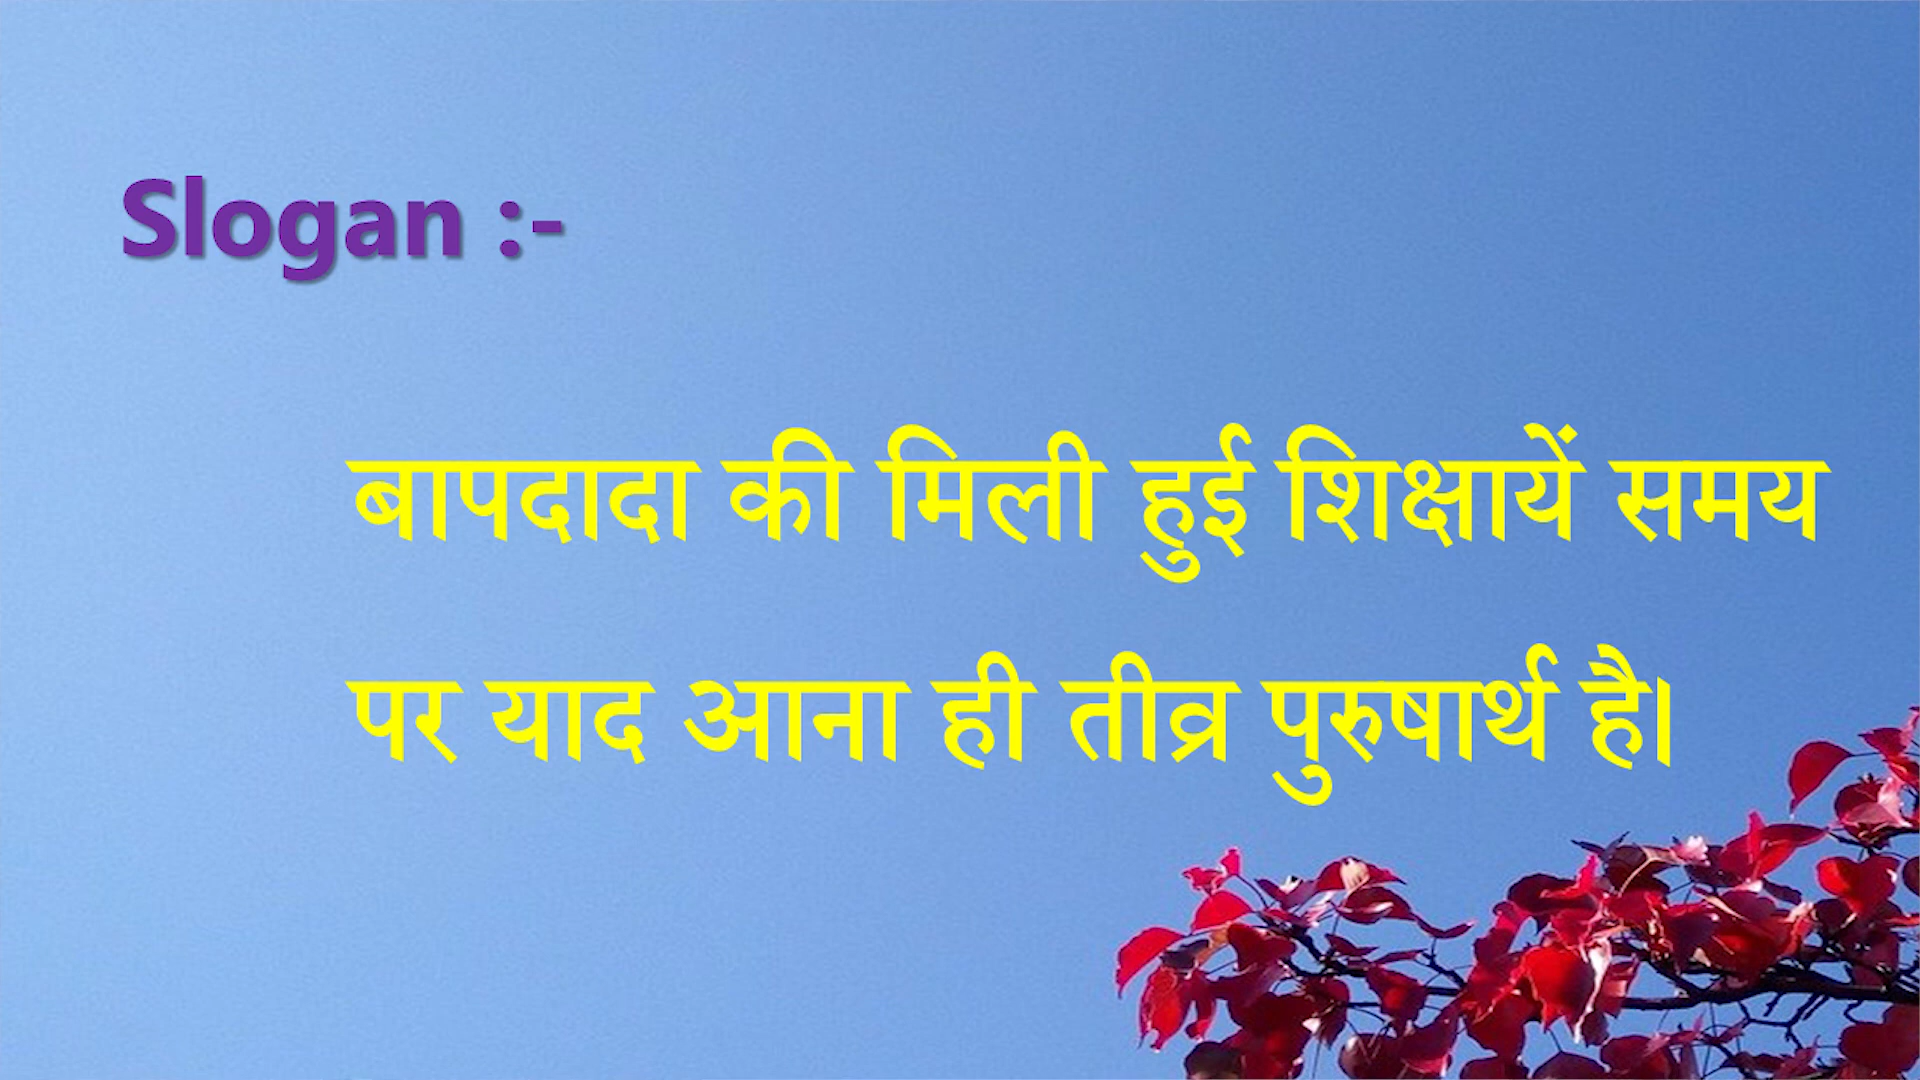 Slogan :-
बापदादा की मिली हुई शिक्षायें समय
पर याद आना ही तीव्र पुरुषार्थ है।